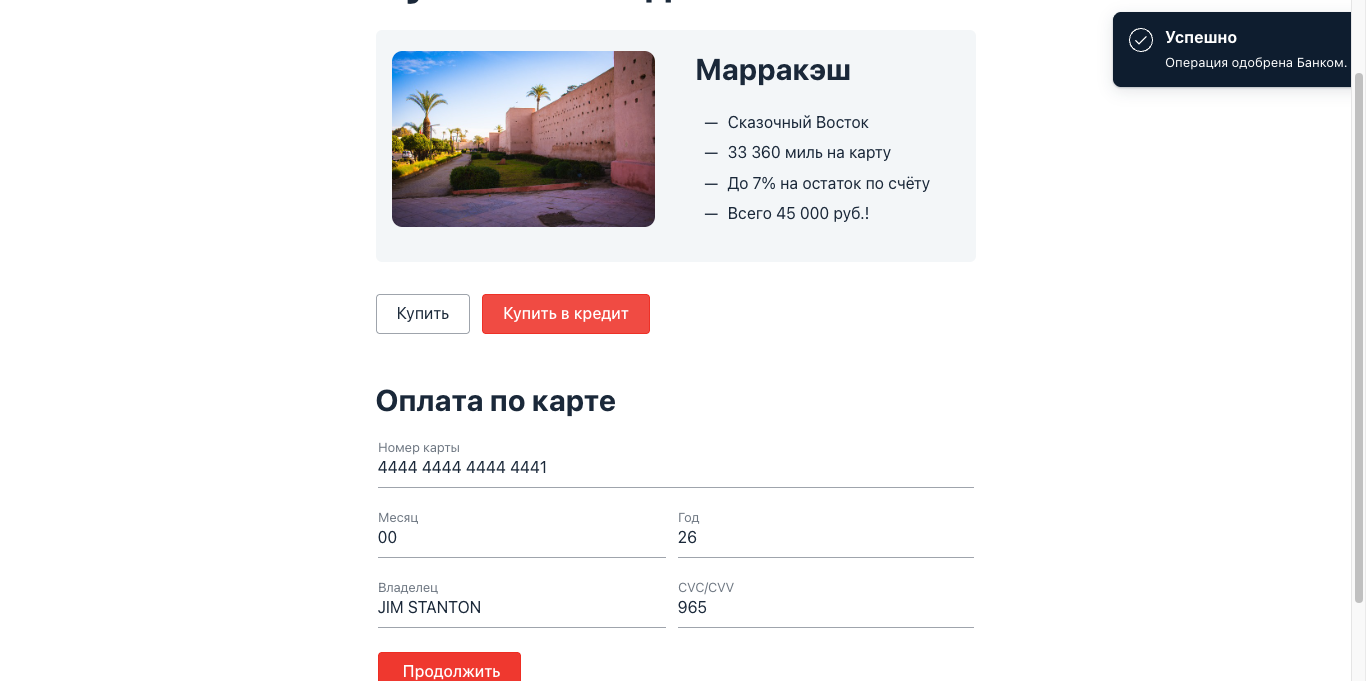 Успешно
Операция одобрена Банком.
Марракэш
— Сказочный Восток
— 33 360 миль на карту
— До 7% на остаток по счёту
— Всего 45 000 руб.!
Купить Купить в кредит
Оплата по карте
Номер карты
4444 4444 4444 4441
Месяц Год
00 26
Владелец CVC/CVV
JIM STANTON 965
Продолжить